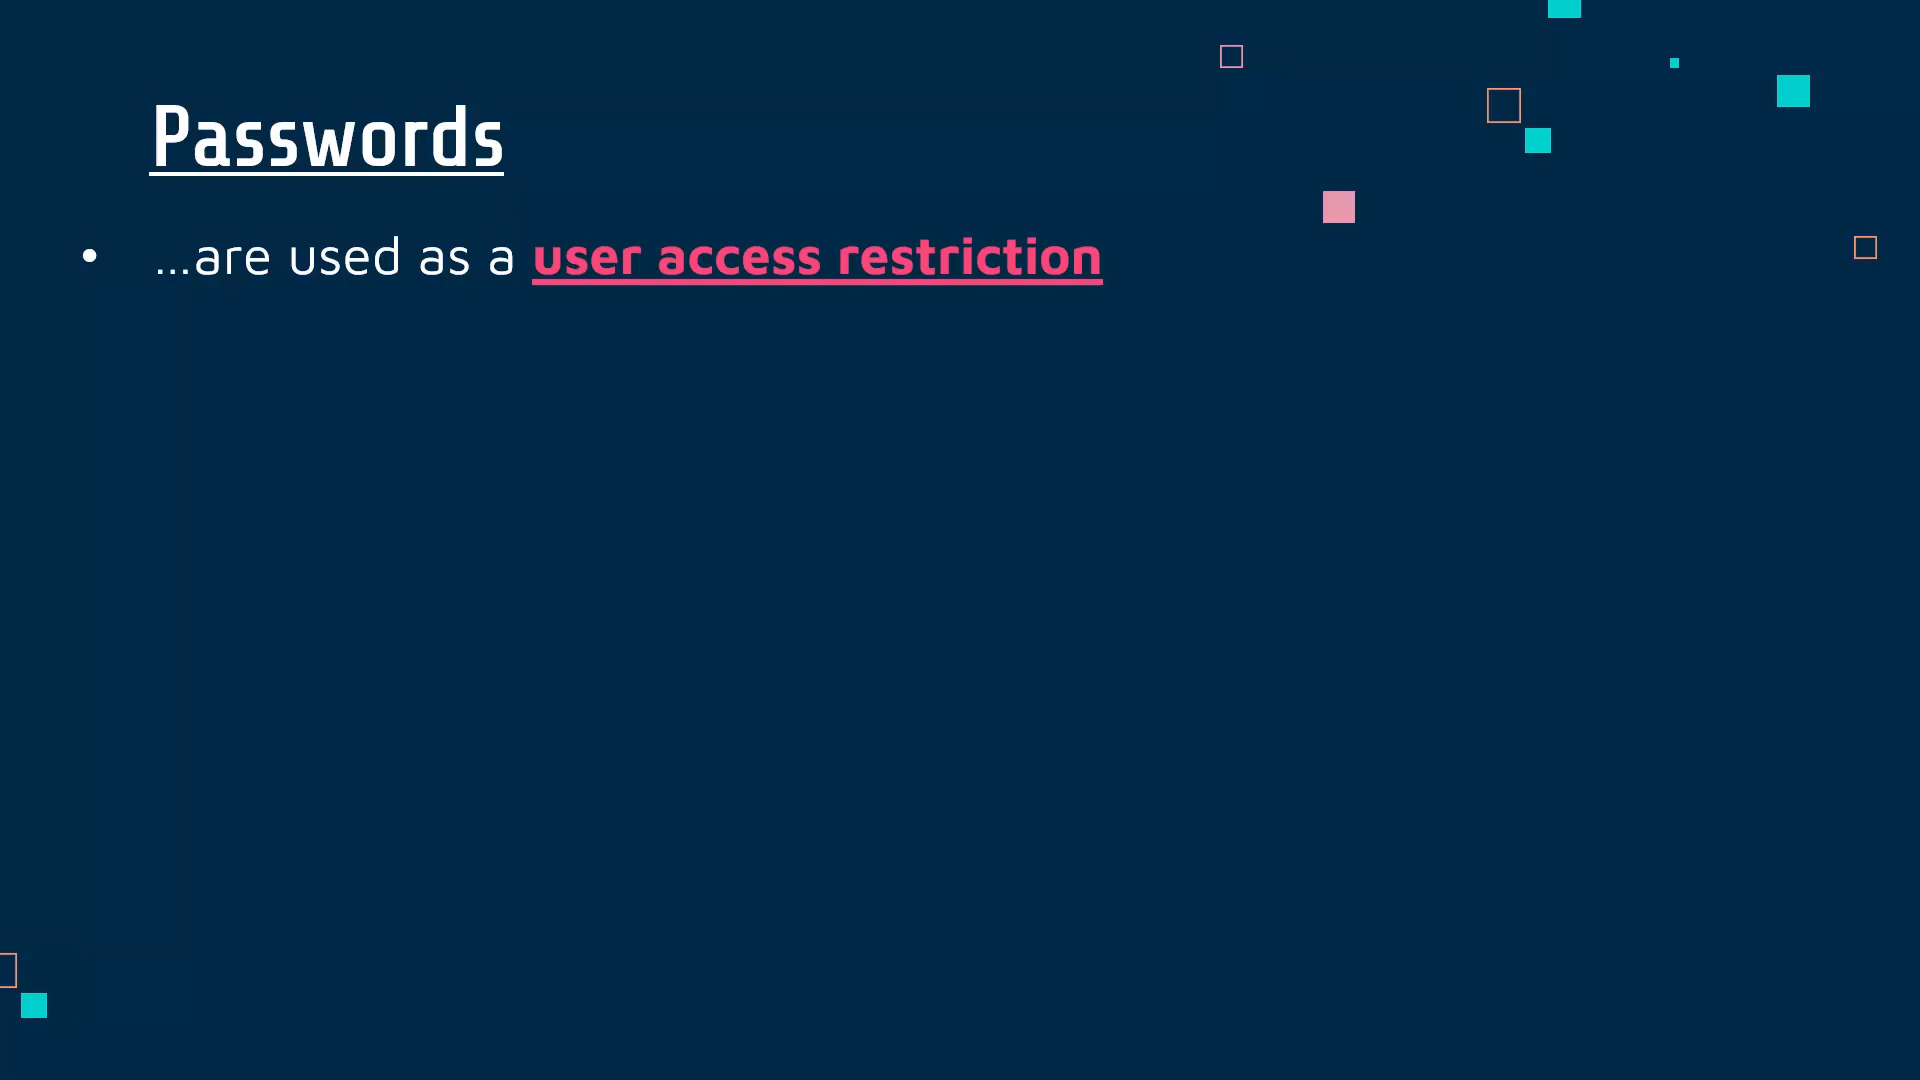 Passwords
• ...are used as a user access restriction